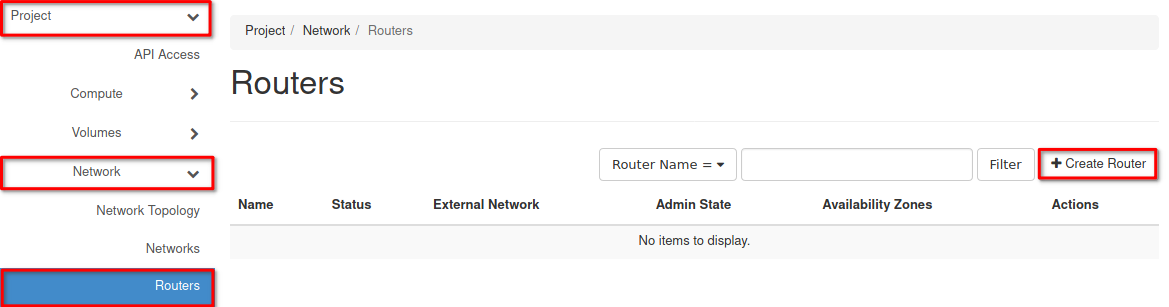 Project
API Access
Compute
Volumes
Network
Network Topology
Networks
Routers
Project / Network / Routers
Routers
Router Name = Filter + Create Router
Name Status External Network Admin State Availability Zones Actions
No items to display.